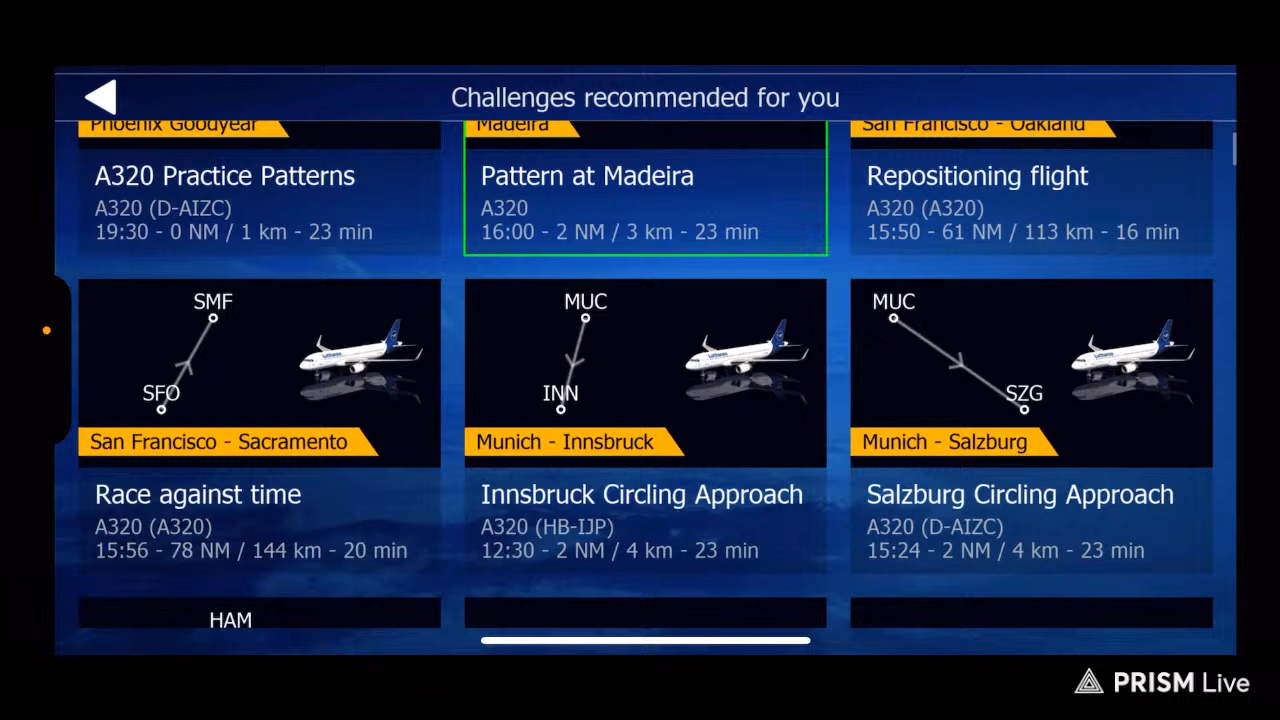 Challenges recommended for you
Phoenix Goodyear
Madeira
San Francisco - Oakland
A320 Practice Patterns
A320 (D-AIZC)
19:30 - 0 NM / 1 km - 23 min
Pattern at Madeira
A320
16:00 - 2 NM / 3 km - 23 min
Repositioning flight
A320 (A320)
15:50 - 61 NM / 113 km - 16 min
SMF
SFO
San Francisco - Sacramento
Race against time
A320 (A320)
15:56 - 78 NM / 144 km - 20 min
MUC
INN
Munich - Innsbruck
Innsbruck Circling Approach
A320 (HB-IJP)
12:30 - 2 NM / 4 km - 23 min
MUC
SZG
Munich - Salzburg
Salzburg Circling Approach
A320 (D-AIZC)
15:24 - 2 NM / 4 km - 23 min
HAM
PRISM Live